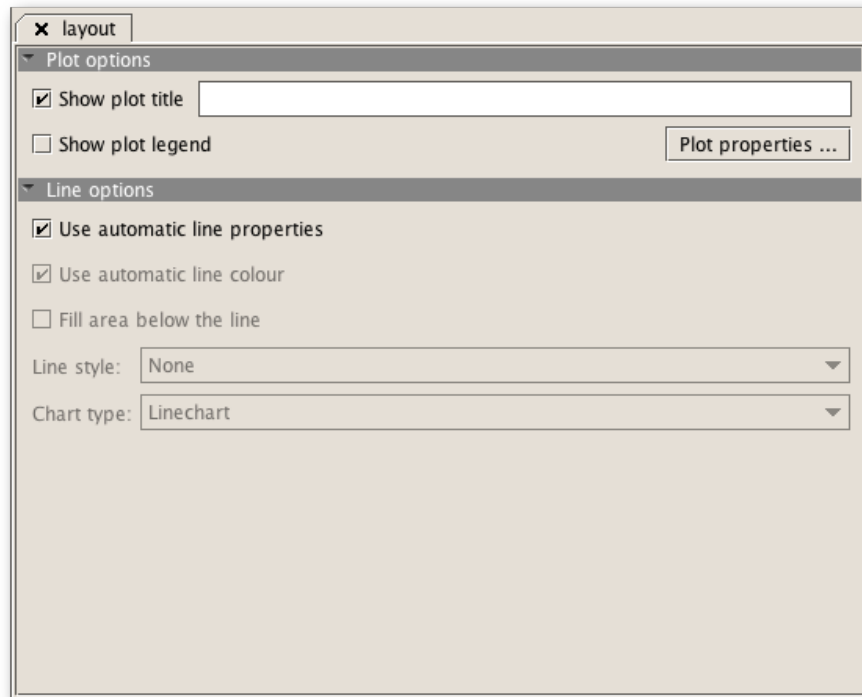 layout
Plot options
Show plot title
Show plot legend
Plot properties ...
Line options
Use automatic line properties
Use automatic line colour
Fill area below the line
Line style: None
Chart type: Linechart